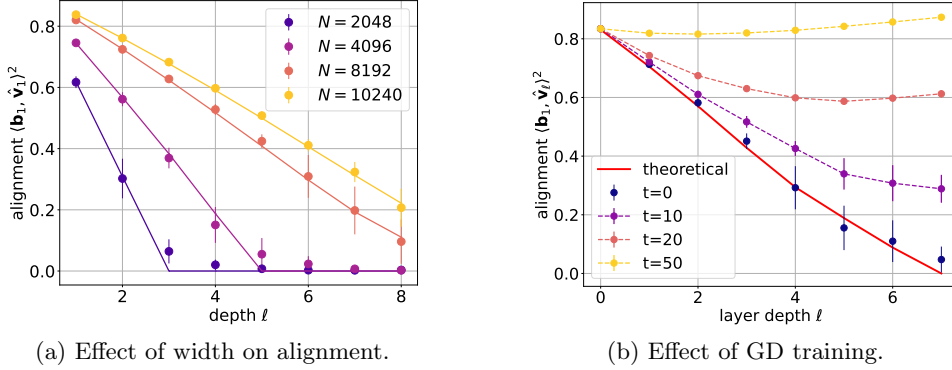 alignment ⟨b₁, v̂₁⟩²
0.8
0.6
0.4
0.2
0.0
N = 2048
N = 4096
N = 8192
N = 10240
2
4
6
8
depth ℓ
(a) Effect of width on alignment.
alignment ⟨b₁, v̂ℓ⟩²
0.8
0.6
0.4
0.2
0.0
theoretical
t=0
t=10
t=20
t=50
0
2
4
6
layer depth ℓ
(b) Effect of GD training.